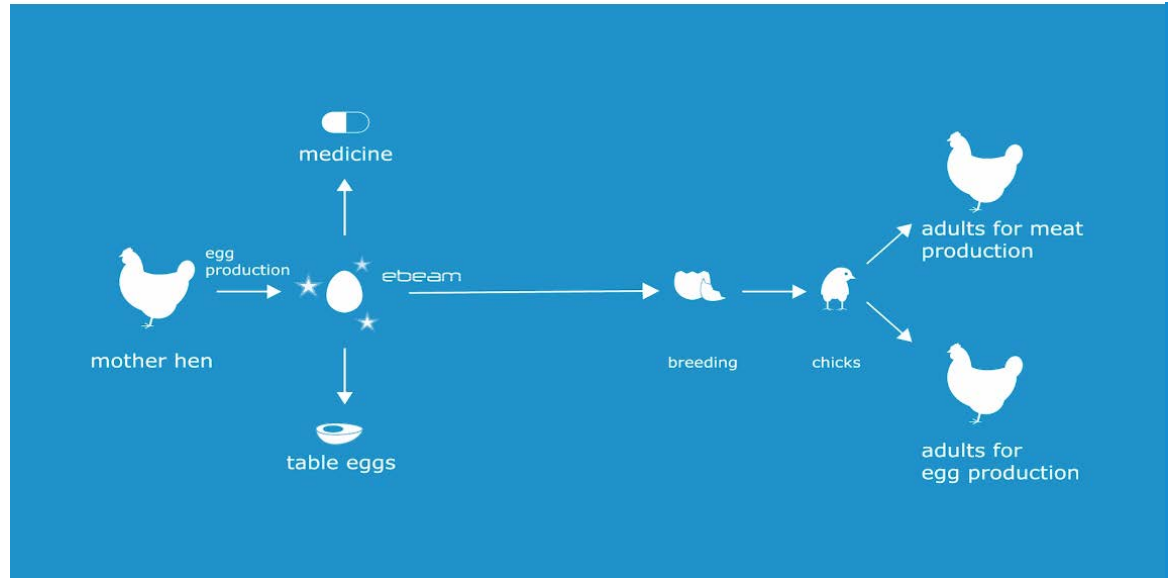 medicine
egg
production
ebeam
mother hen
table eggs
breeding
chicks
adults for meat
production
adults for
egg production